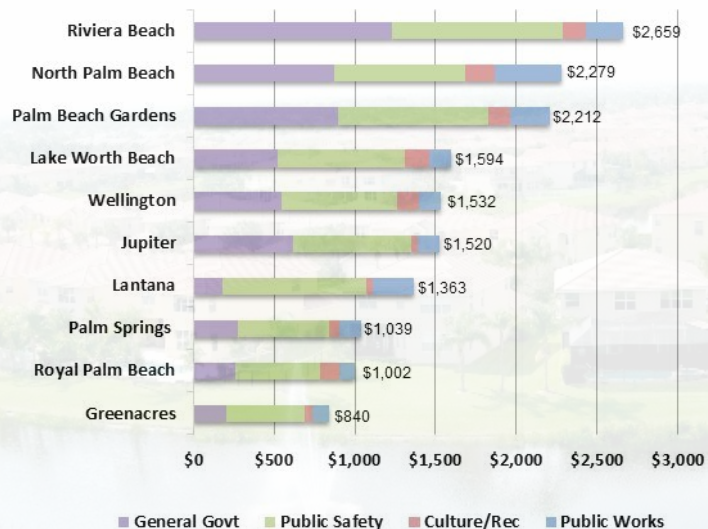 Riviera Beach $2,659
North Palm Beach $2,279
Palm Beach Gardens $2,212
Lake Worth Beach $1,594
Wellington $1,532
Jupiter $1,520
Lantana $1,363
Palm Springs $1,039
Royal Palm Beach $1,002
Greenacres $840
$0 $500 $1,000 $1,500 $2,000 $2,500 $3,000
General Govt Public Safety Culture/Rec Public Works